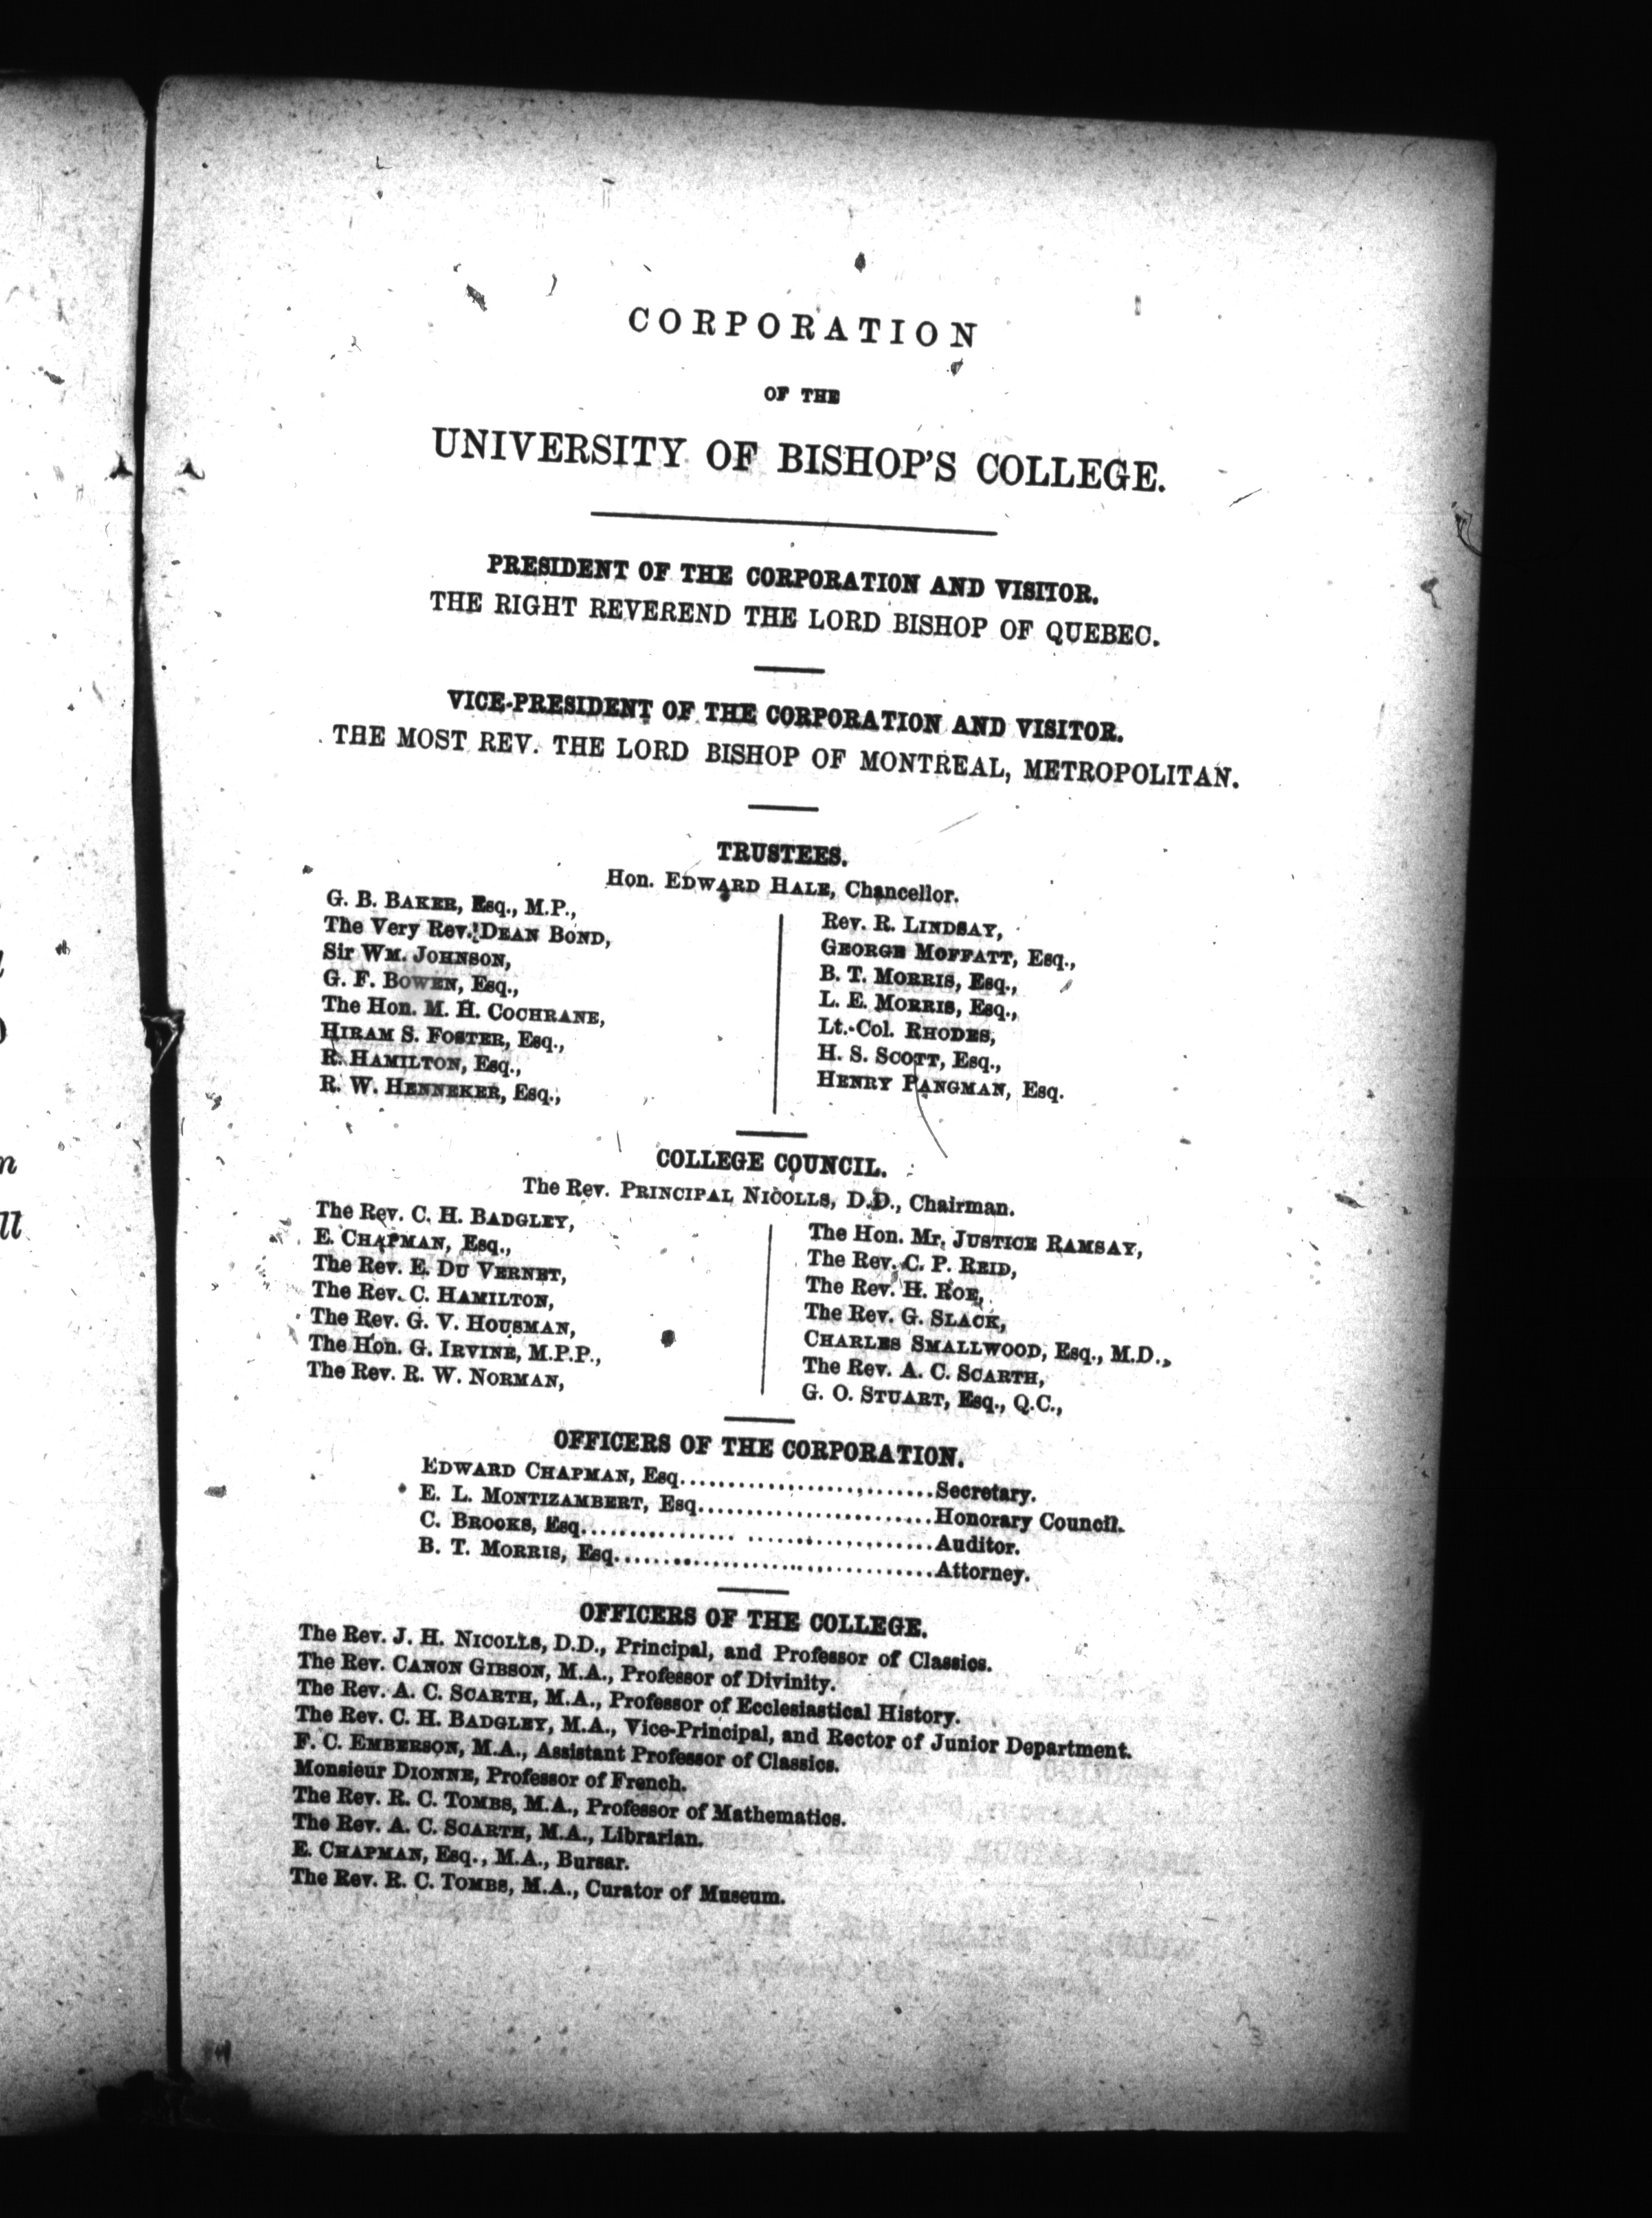 CORPORATION
OF THE
UNIVERSITY OF BISHOP'S COLLEGE.
PRESIDENT OF THE CORPORATION AND VISITOR.
THE RIGHT REVEREND THE LORD BISHOP OF QUEBEC.
VICE-PRESIDENT OF THE CORPORATION AND VISITOR.
THE MOST REV. THE LORD BISHOP OF MONTREAL, METROPOLITAN.
TRUSTEES.
Hon. EDWARD HALE, Chancellor.
G. B. BAKER, Esq., M.P.,
The Very Rev. DEAN BOND,
Sir WM. JOHNSON,
G. F. BOWEN, Esq.,
The Hon. M. H. COCHRANE,
HIRAM S. FOSTER, Esq.,
R. HAMILTON, Esq.,
R. W. HENNEKER, Esq.,
Rev. R. LINDSAY,
GEORGE MOFFATT, Esq.,
B. T. MORRIS, Esq.,
L. E. MORRIS, Esq.,
Lt.-Col. RHODES,
H. S. SCOTT, Esq.,
HENRY PANGMAN, Esq.
COLLEGE COUNCIL.
The Rev. PRINCIPAL NICOLLS, D.D., Chairman.
The Rev. C. H. BADGLEY,
E. CHAPMAN, Esq.,
The Rev. E. DU VERNET,
The Rev. C. HAMILTON,
The Rev. G. V. HOUSMAN,
The Hon. G. IRVINE, M.P.P.,
The Rev. R. W. NORMAN,
The Hon. Mr. JUSTICE RAMSAY,
The Rev. C. P. REID,
The Rev. H. ROE,
The Rev. G. SLACK,
CHARLES SMALLWOOD, Esq., M.D.,
The Rev. A. C. SCARTH,
G. O. STUART, Esq., Q.C.,
OFFICERS OF THE CORPORATION.
EDWARD CHAPMAN, Esq...........................Secretary.
E. L. MONTIZAMBERT, Esq.........................Honorary Council.
C. BROOKS, Esq....................................Auditor.
B. T. MORRIS, Esq..................................Attorney.
OFFICERS OF THE COLLEGE.
The Rev. J. H. NICOLLS, D.D., Principal, and Professor of Classics.
The Rev. CANON GIBSON, M.A., Professor of Divinity.
The Rev. A. C. SCARTH, M.A., Professor of Ecclesiastical History.
The Rev. C. H. BADGLEY, M.A., Vice-Principal, and Rector of Junior Department.
F. C. EMBERSON, M.A., Assistant Professor of Classics.
Monsieur DIONNE, Professor of French.
The Rev. R. C. TOMBS, M.A., Professor of Mathematics.
The Rev. A. C. SCARTH, M.A., Librarian.
E. CHAPMAN, Esq., M.A., Bursar.
The Rev. R. C. TOMBS, M.A., Curator of Museum.